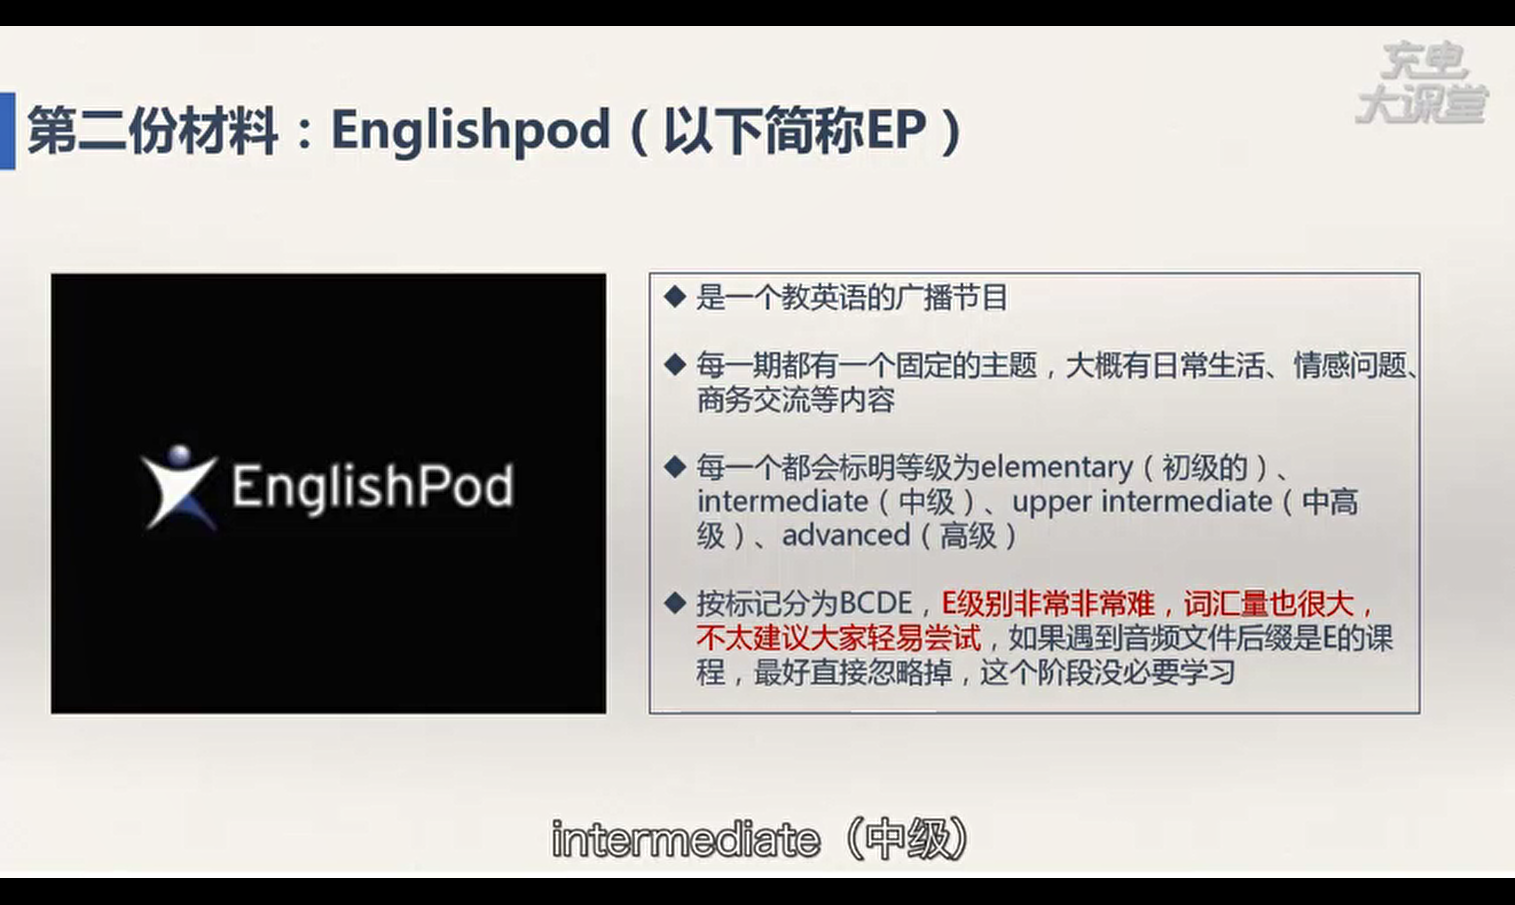 充电
大课堂
第二份材料：Englishpod（以下简称EP）
EnglishPod
◆ 是一个教英语的广播节目
◆ 每一期都有一个固定的主题，大概有日常生活、情感问题、
商务交流等内容
◆ 每一个都会标明等级为elementary（初级的）、
intermediate（中级）、upper intermediate（中高
级）、advanced（高级）
◆ 按标记分为BCDE，E级别非常非常难，词汇量也很大，
不太建议大家轻易尝试，如果遇到音频文件后缀是E的课
程，最好直接忽略掉，这个阶段没必要学习
intermediate（中级）